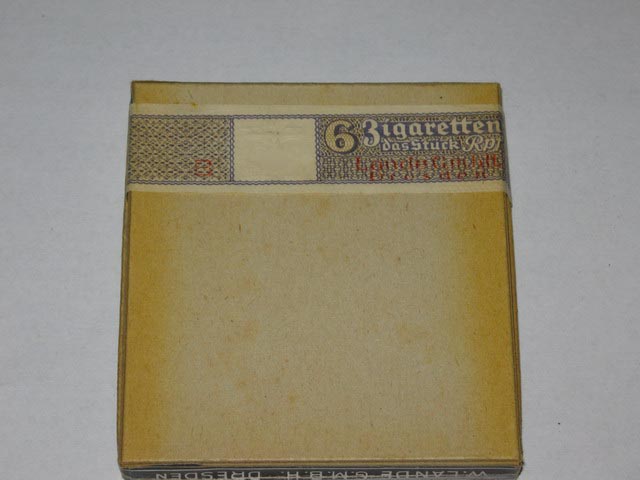 6 Zigaretten
das Stück Rpf
W. LANDE G.M.B.H. DRESDEN